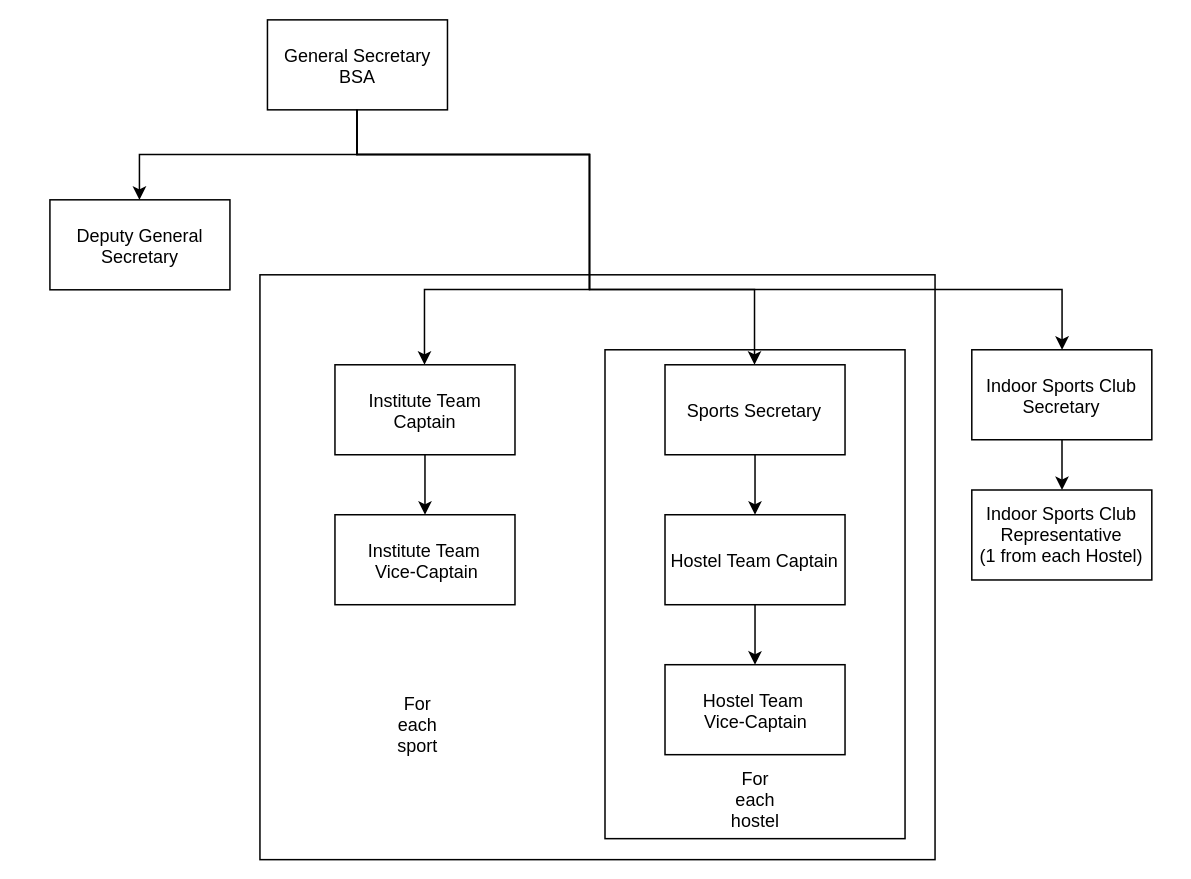 General Secretary
BSA
Deputy General
Secretary
Institute Team
Captain
Institute Team
Vice-Captain
For
each
sport
Sports Secretary
Hostel Team Captain
Hostel Team
Vice-Captain
For
each
hostel
Indoor Sports Club
Secretary
Indoor Sports Club
Representative
(1 from each Hostel)